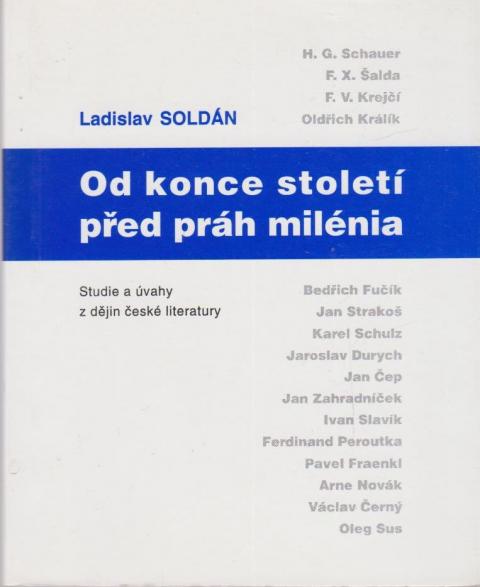 H. G. Schauer
F. X. Šalda
F. V. Krejčí
Oldřich Králík
Ladislav SOLDÁN
Od konce století
před práh milénia
Studie a úvahy
z dějin české literatury
Bedřich Fučík
Jan Strakoš
Karel Schulz
Jaroslav Durych
Jan Čep
Jan Zahradníček
Ivan Slavík
Ferdinand Peroutka
Pavel Fraenkl
Arne Novák
Václav Černý
Oleg Sus